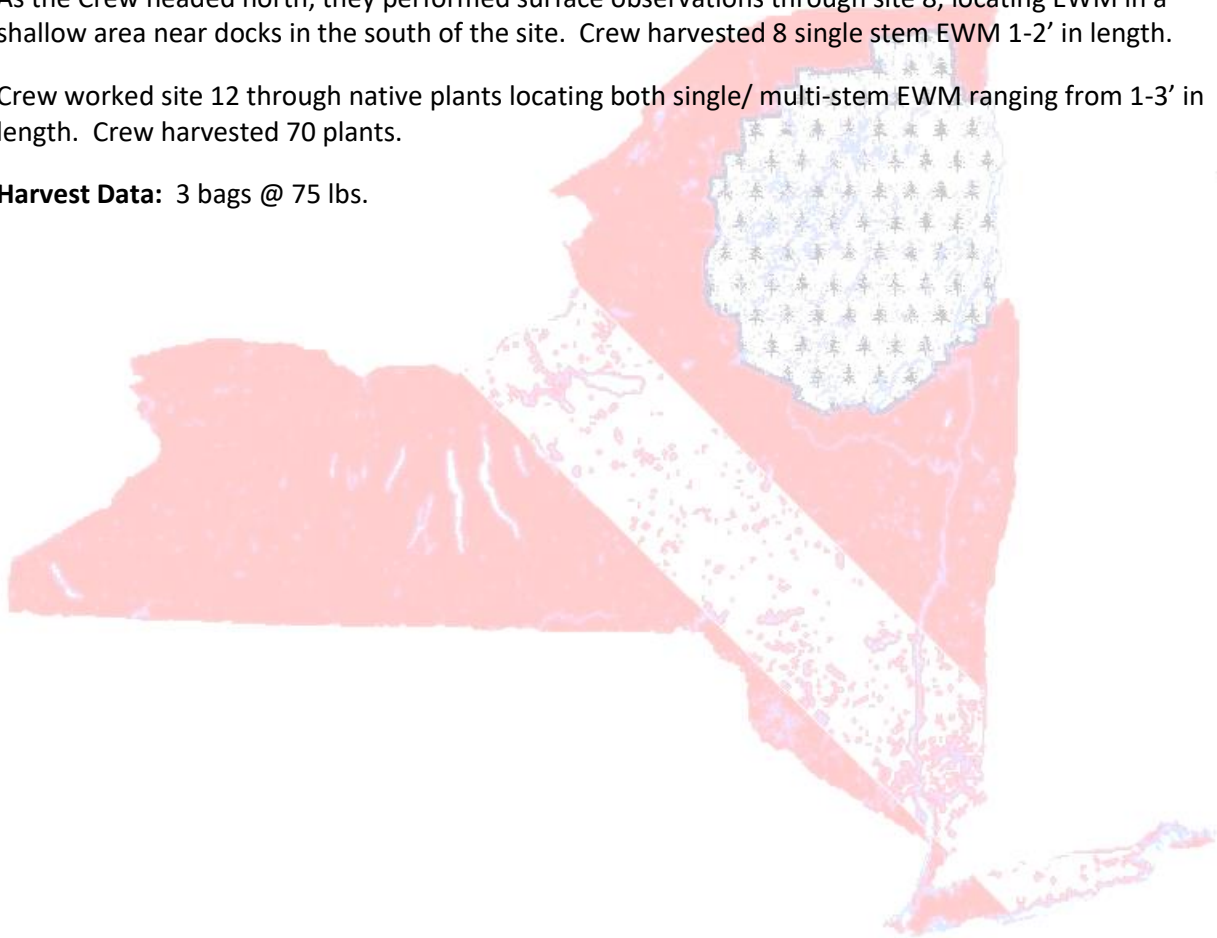 As the Crew headed north, they performed surface observations through site 8, locating EWM in a
shallow area near docks in the south of the site.  Crew harvested 8 single stem EWM 1-2’ in length.
Crew worked site 12 through native plants locating both single/ multi-stem EWM ranging from 1-3’ in
length.  Crew harvested 70 plants.
Harvest Data:  3 bags @ 75 lbs.